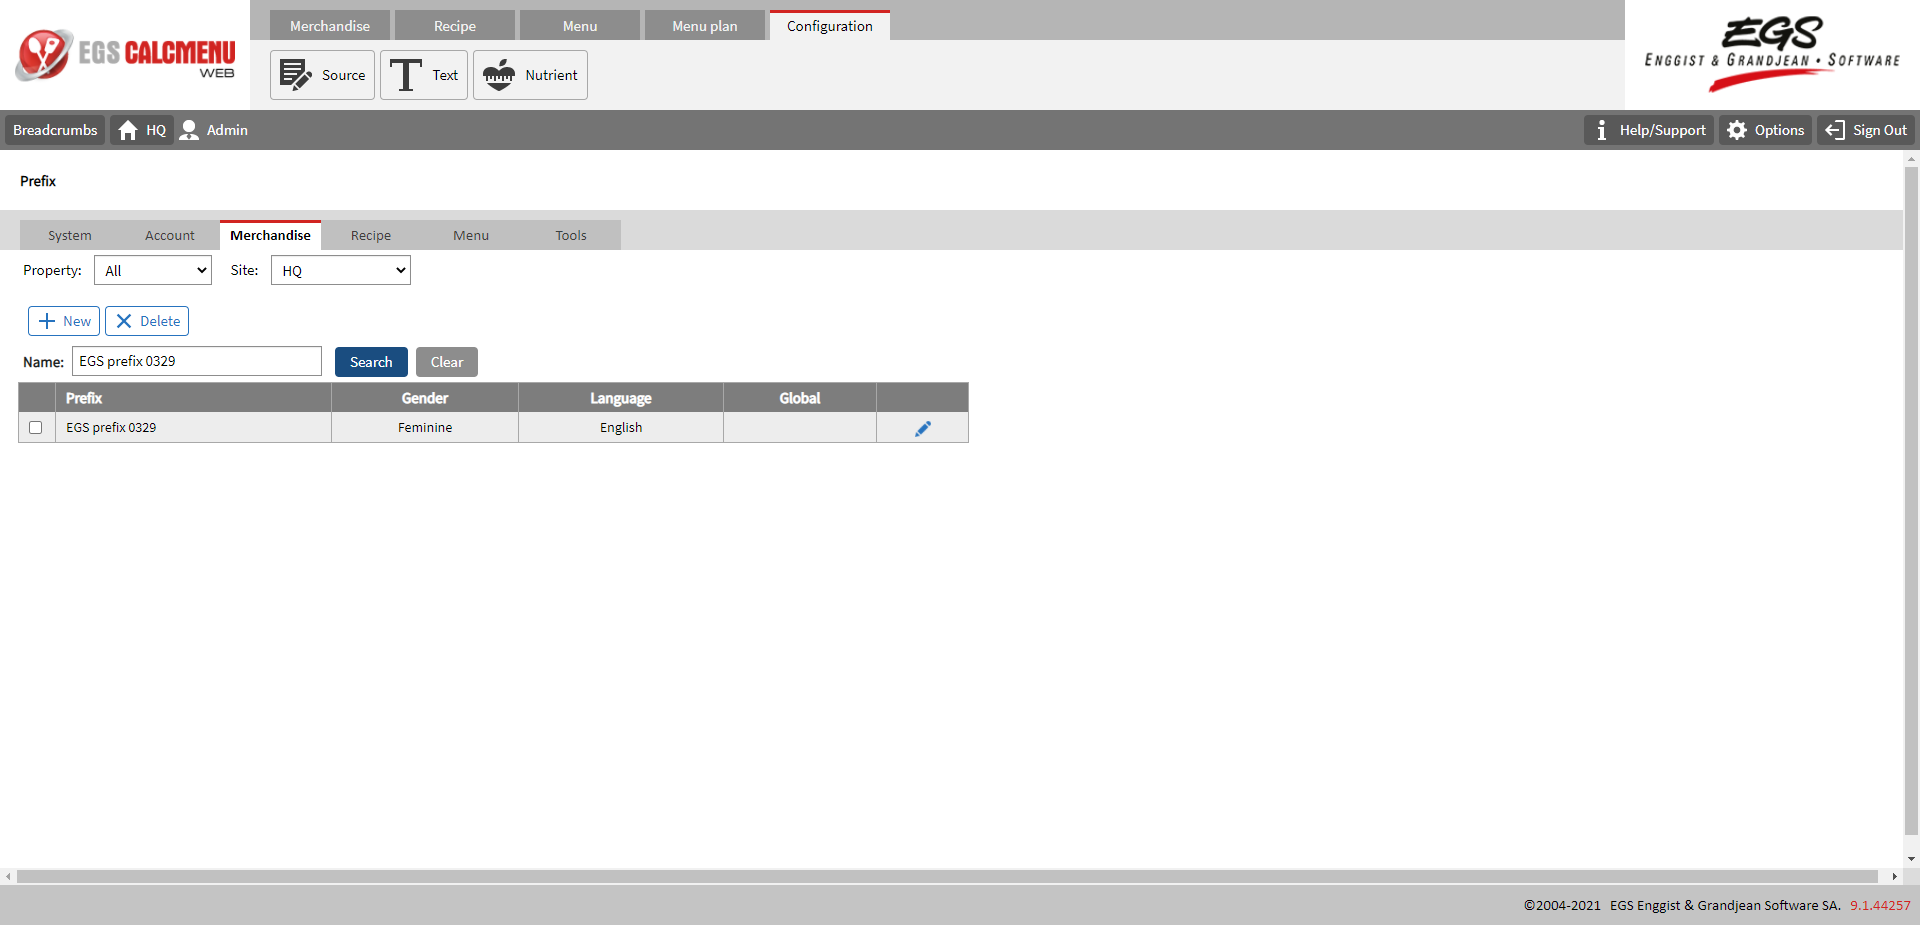 EGS CALCMENU
WEB
Merchandise Recipe Menu Menu plan Configuration
Source Text Nutrient
EGS
ENGGIST & GRANDJEAN • SOFTWARE
Breadcrumbs HQ Admin Help/Support Options Sign Out
Prefix
System Account Merchandise Recipe Menu Tools
Property: All Site: HQ
New Delete
Name: EGS prefix 0329 Search Clear
Prefix Gender Language Global
EGS prefix 0329 Feminine English
©2004-2021 EGS Enggist & Grandjean Software SA. 9.1.44257